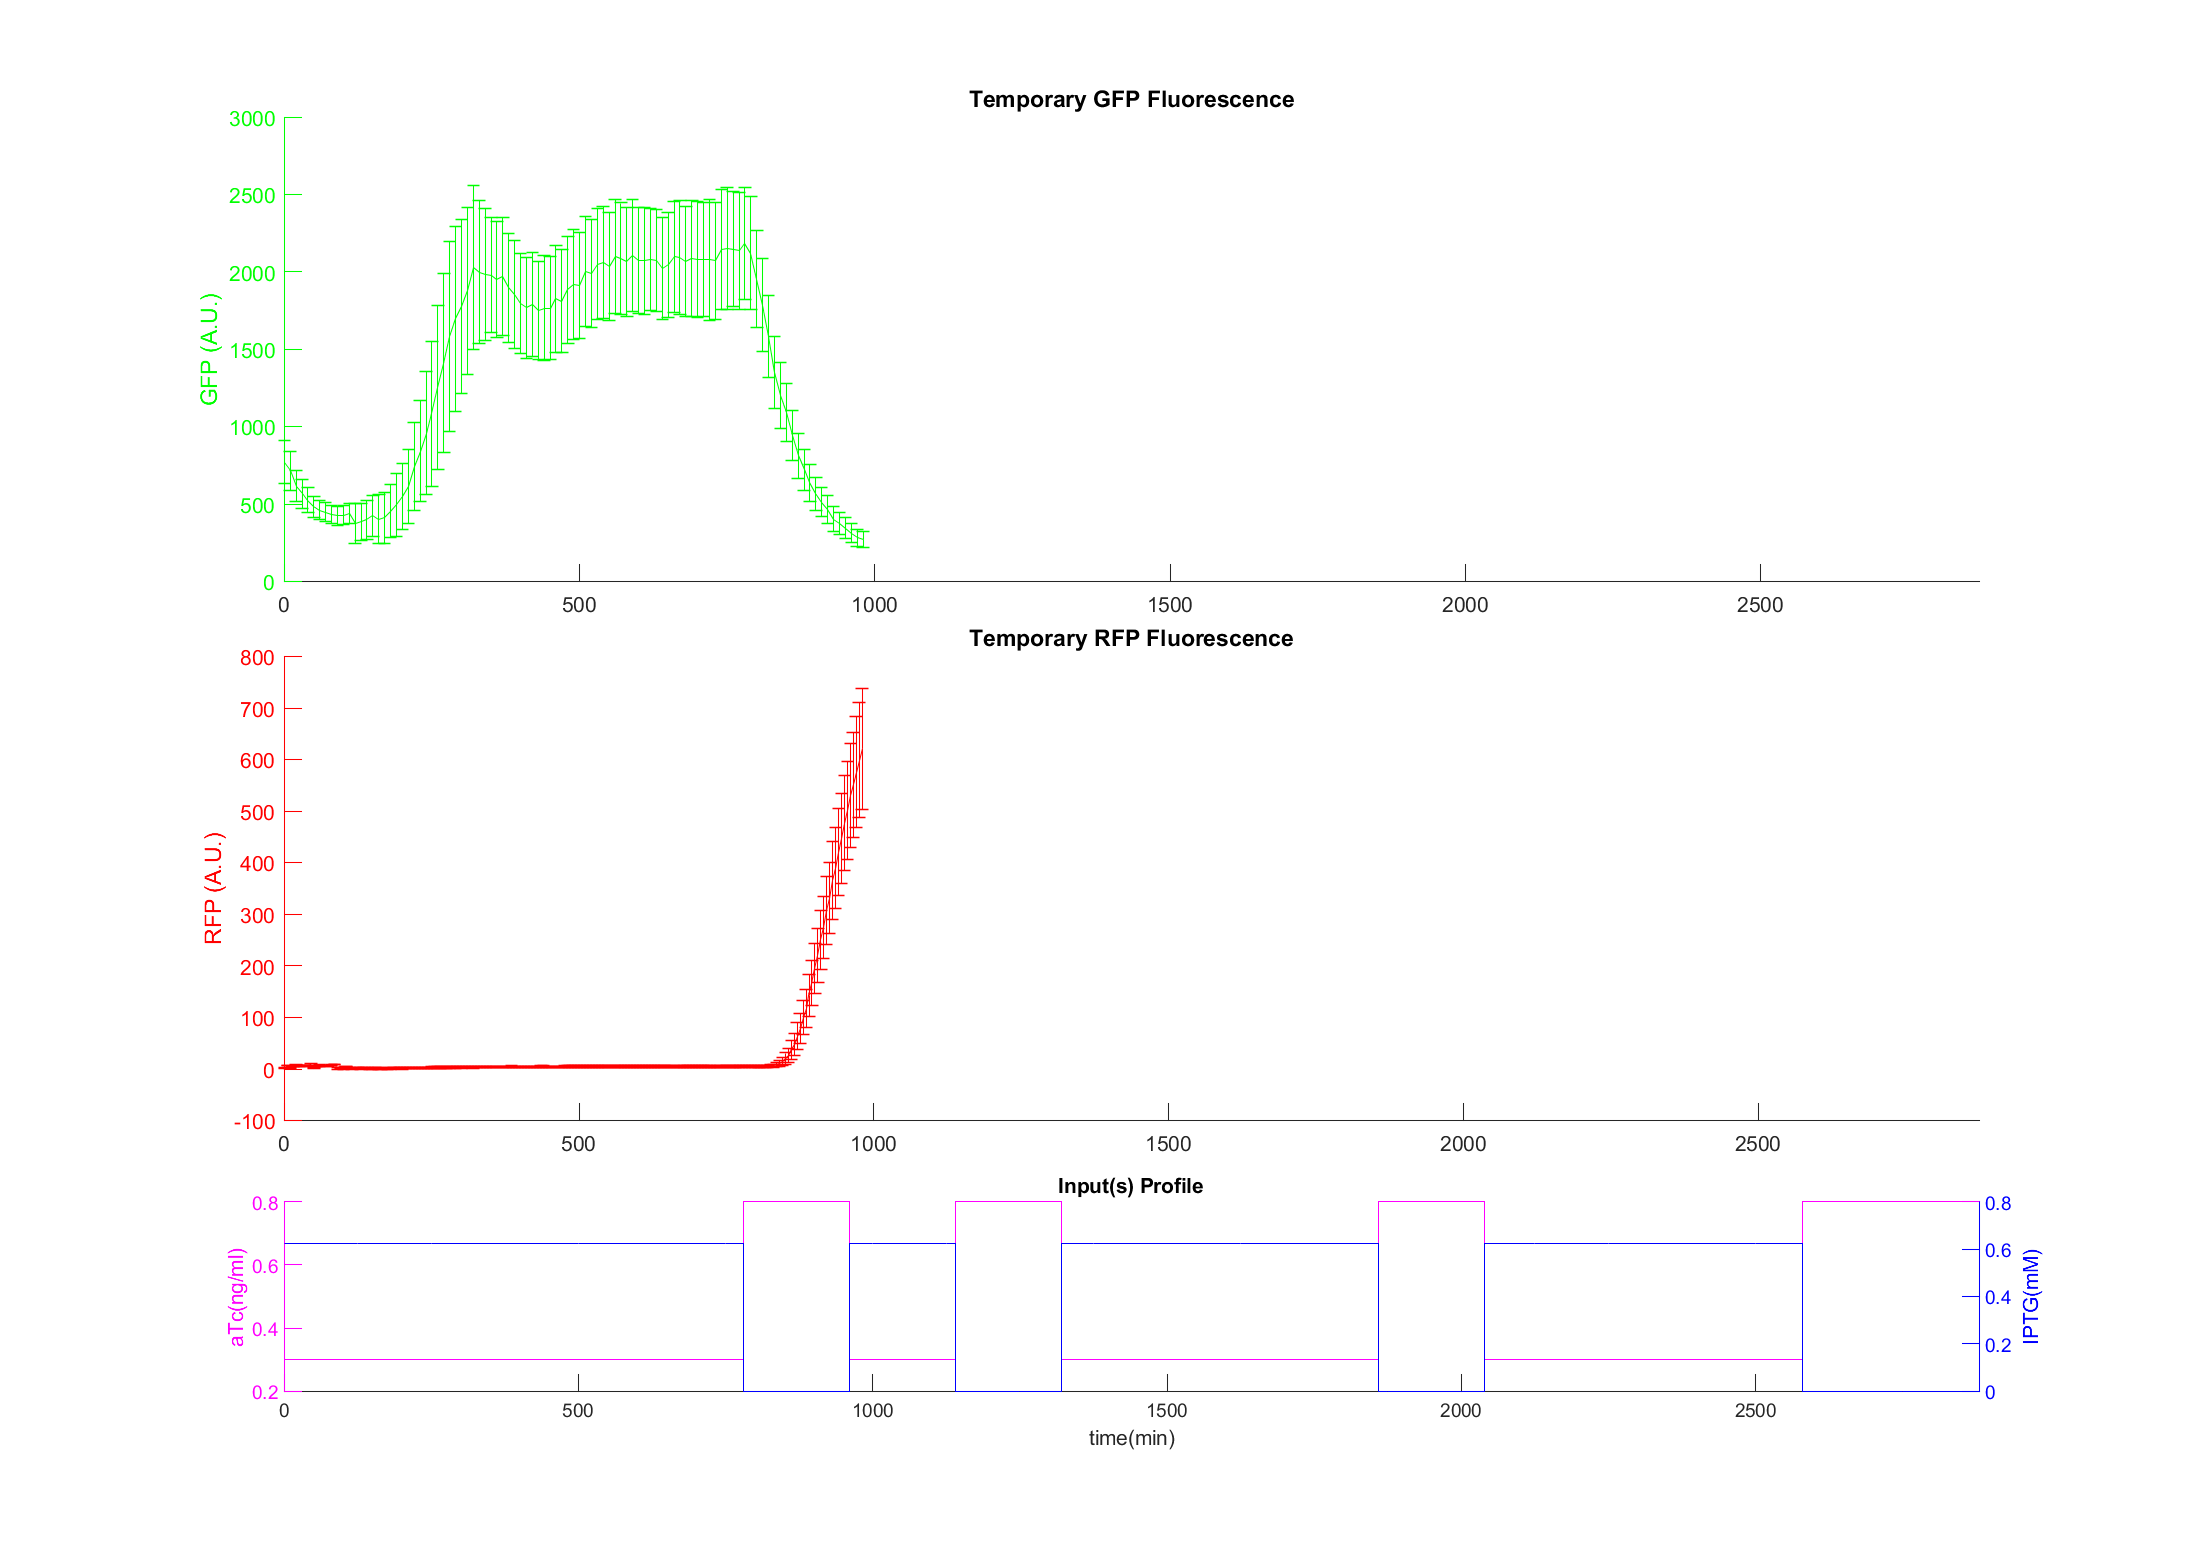 Temporary GFP Fluorescence
3000
2500
2000
1500
1000
500
0
GFP (A.U.)
0 500 1000 1500 2000 2500
Temporary RFP Fluorescence
800
700
600
500
400
300
200
100
0
-100
RFP (A.U.)
0 500 1000 1500 2000 2500
Input(s) Profile
0.8
0.6
0.4
0.2
aTc(ng/ml)
0.8
0.6
0.4
0.2
0
IPTG(mM)
0 500 1000 1500 2000 2500
time(min)